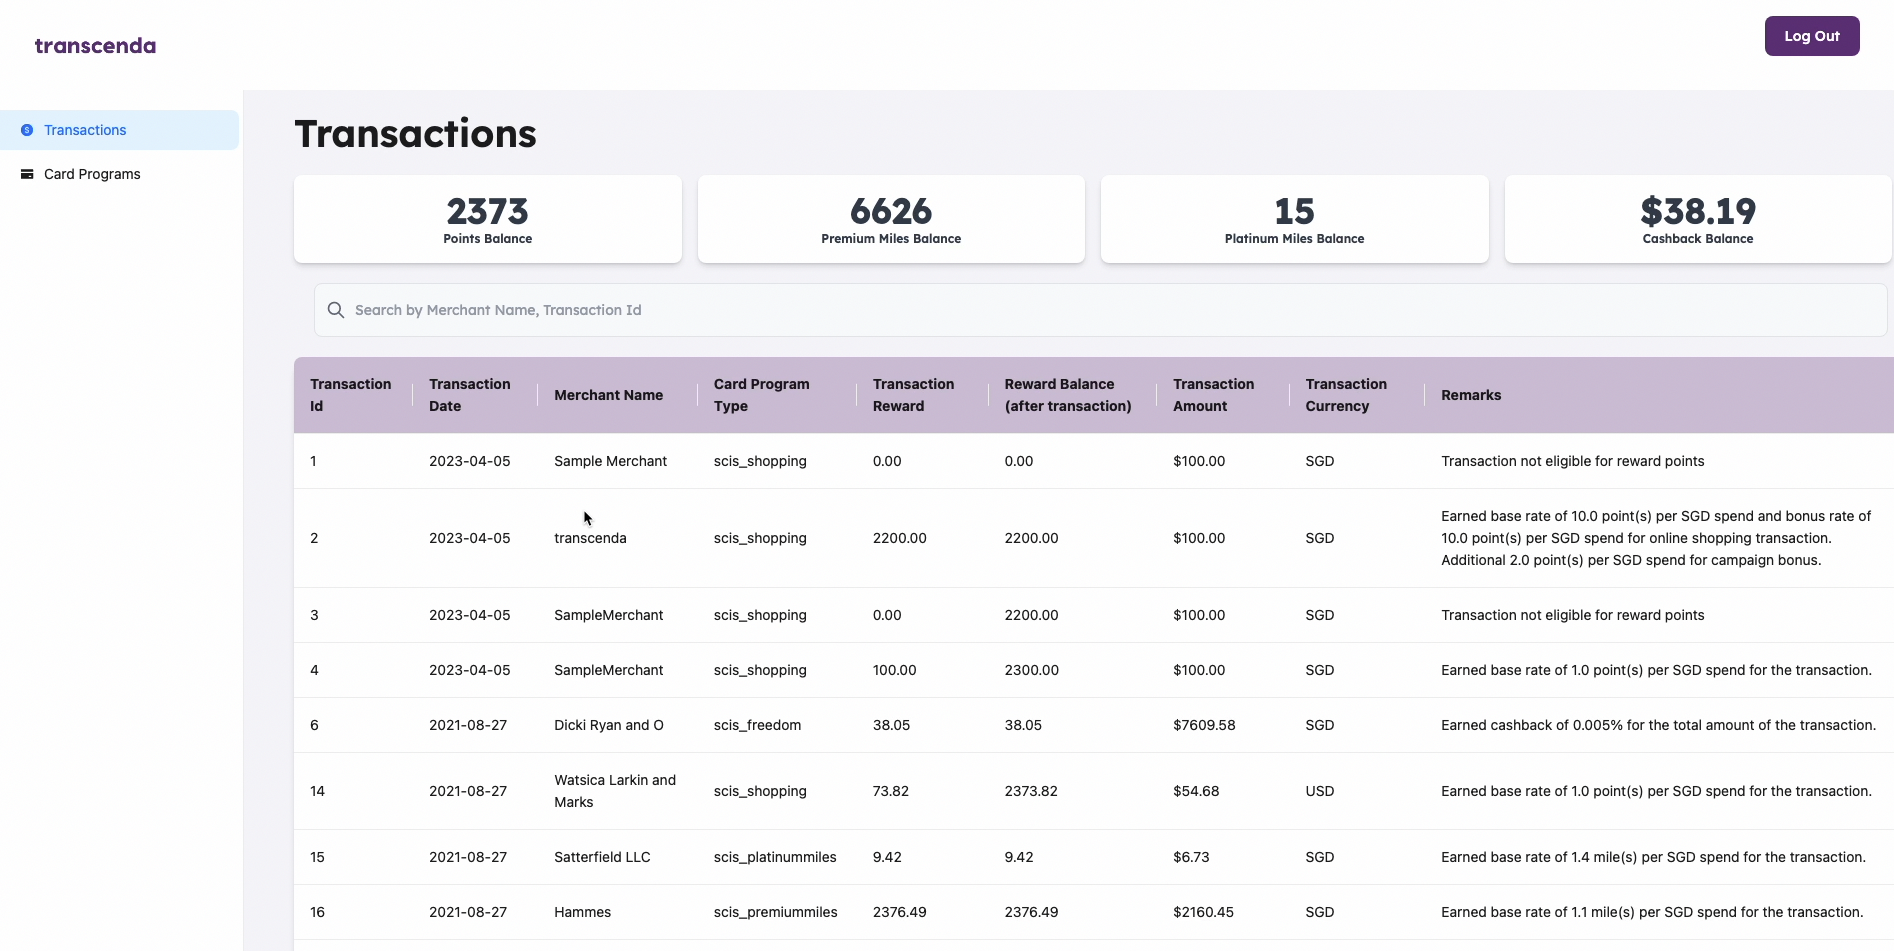 transcenda
Log Out
Transactions
Card Programs
Transactions
2373
Points Balance
6626
Premium Miles Balance
15
Platinum Miles Balance
$38.19
Cashback Balance
Search by Merchant Name, Transaction Id
Transaction Id | Transaction Date | Merchant Name | Card Program Type | Transaction Reward | Reward Balance (after transaction) | Transaction Amount | Transaction Currency | Remarks
1 2023-04-05 Sample Merchant scis_shopping 0.00 0.00 $100.00 SGD Transaction not eligible for reward points
2 2023-04-05 transcenda scis_shopping 2200.00 2200.00 $100.00 SGD Earned base rate of 10.0 point(s) per SGD spend and bonus rate of
10.0 point(s) per SGD spend for online shopping transaction.
Additional 2.0 point(s) per SGD spend for campaign bonus.
3 2023-04-05 SampleMerchant scis_shopping 0.00 2200.00 $100.00 SGD Transaction not eligible for reward points
4 2023-04-05 SampleMerchant scis_shopping 100.00 2300.00 $100.00 SGD Earned base rate of 1.0 point(s) per SGD spend for the transaction.
6 2021-08-27 Dicki Ryan and O scis_freedom 38.05 38.05 $7609.58 SGD Earned cashback of 0.005% for the total amount of the transaction.
14 2021-08-27 Watsica Larkin and Marks scis_shopping 73.82 2373.82 $54.68 USD Earned base rate of 1.0 point(s) per SGD spend for the transaction.
15 2021-08-27 Satterfield LLC scis_platinummiles 9.42 9.42 $6.73 SGD Earned base rate of 1.4 mile(s) per SGD spend for the transaction.
16 2021-08-27 Hammes scis_premiummiles 2376.49 2376.49 $2160.45 SGD Earned base rate of 1.1 mile(s) per SGD spend for the transaction.